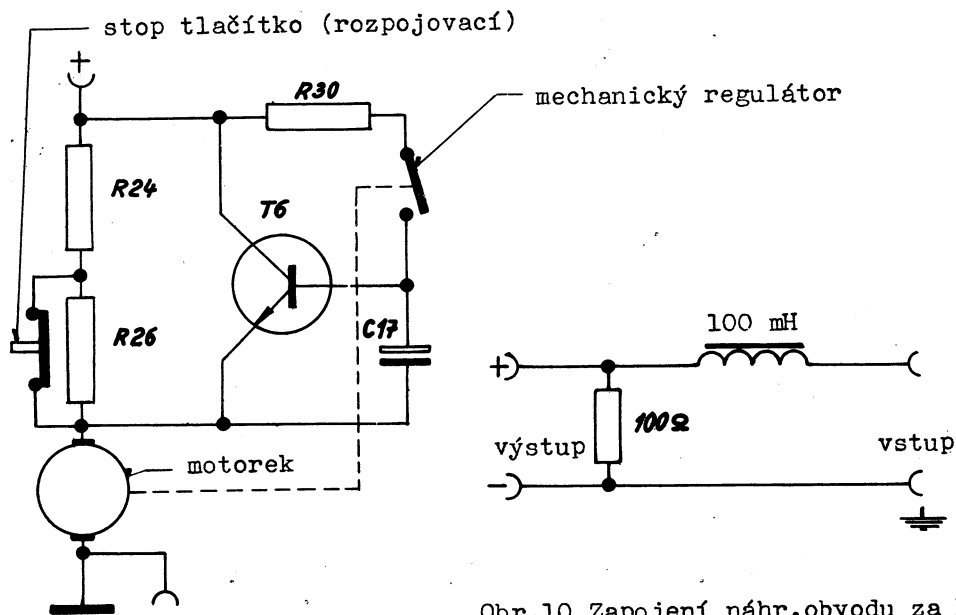 stop tlačítko (rozpojovací)
+
R30
mechanický regulátor
R24
T6
R26
C17
100 mH
+
100Ω
výstup
vstup
motorek
-
Obr.10 Zapojení náhr.obvodu za